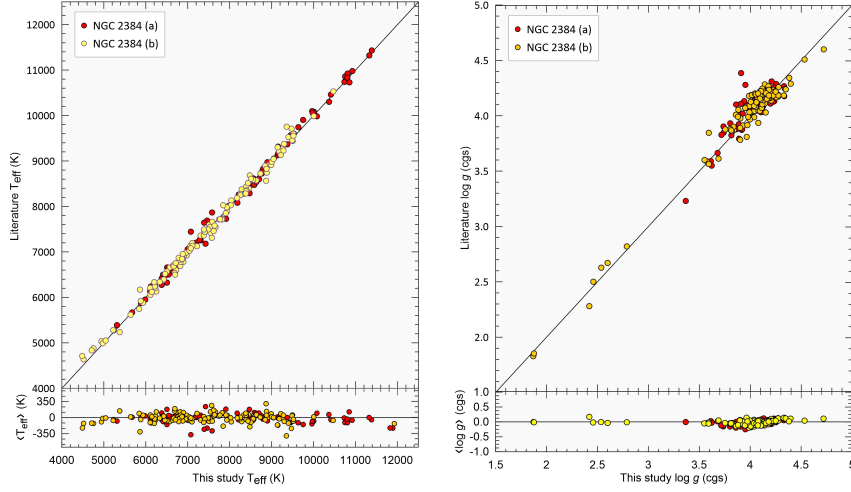 12000
11000
10000
9000
8000
7000
6000
5000
4000
Literature Teff (K)
NGC 2384 (a)
NGC 2384 (b)
350
0
-350
<Teff> (K)
4000 5000 6000 7000 8000 9000 10000 11000 12000
This study Teff (K)
5.0
4.5
4.0
3.5
3.0
2.5
2.0
1.0
Literature log g (cgs)
NGC 2384 (a)
NGC 2384 (b)
0.5
0.0
-0.5
-1.0
<log g> (cgs)
1.5 2 2.5 3 3.5 4 4.5 5
This study log g (cgs)